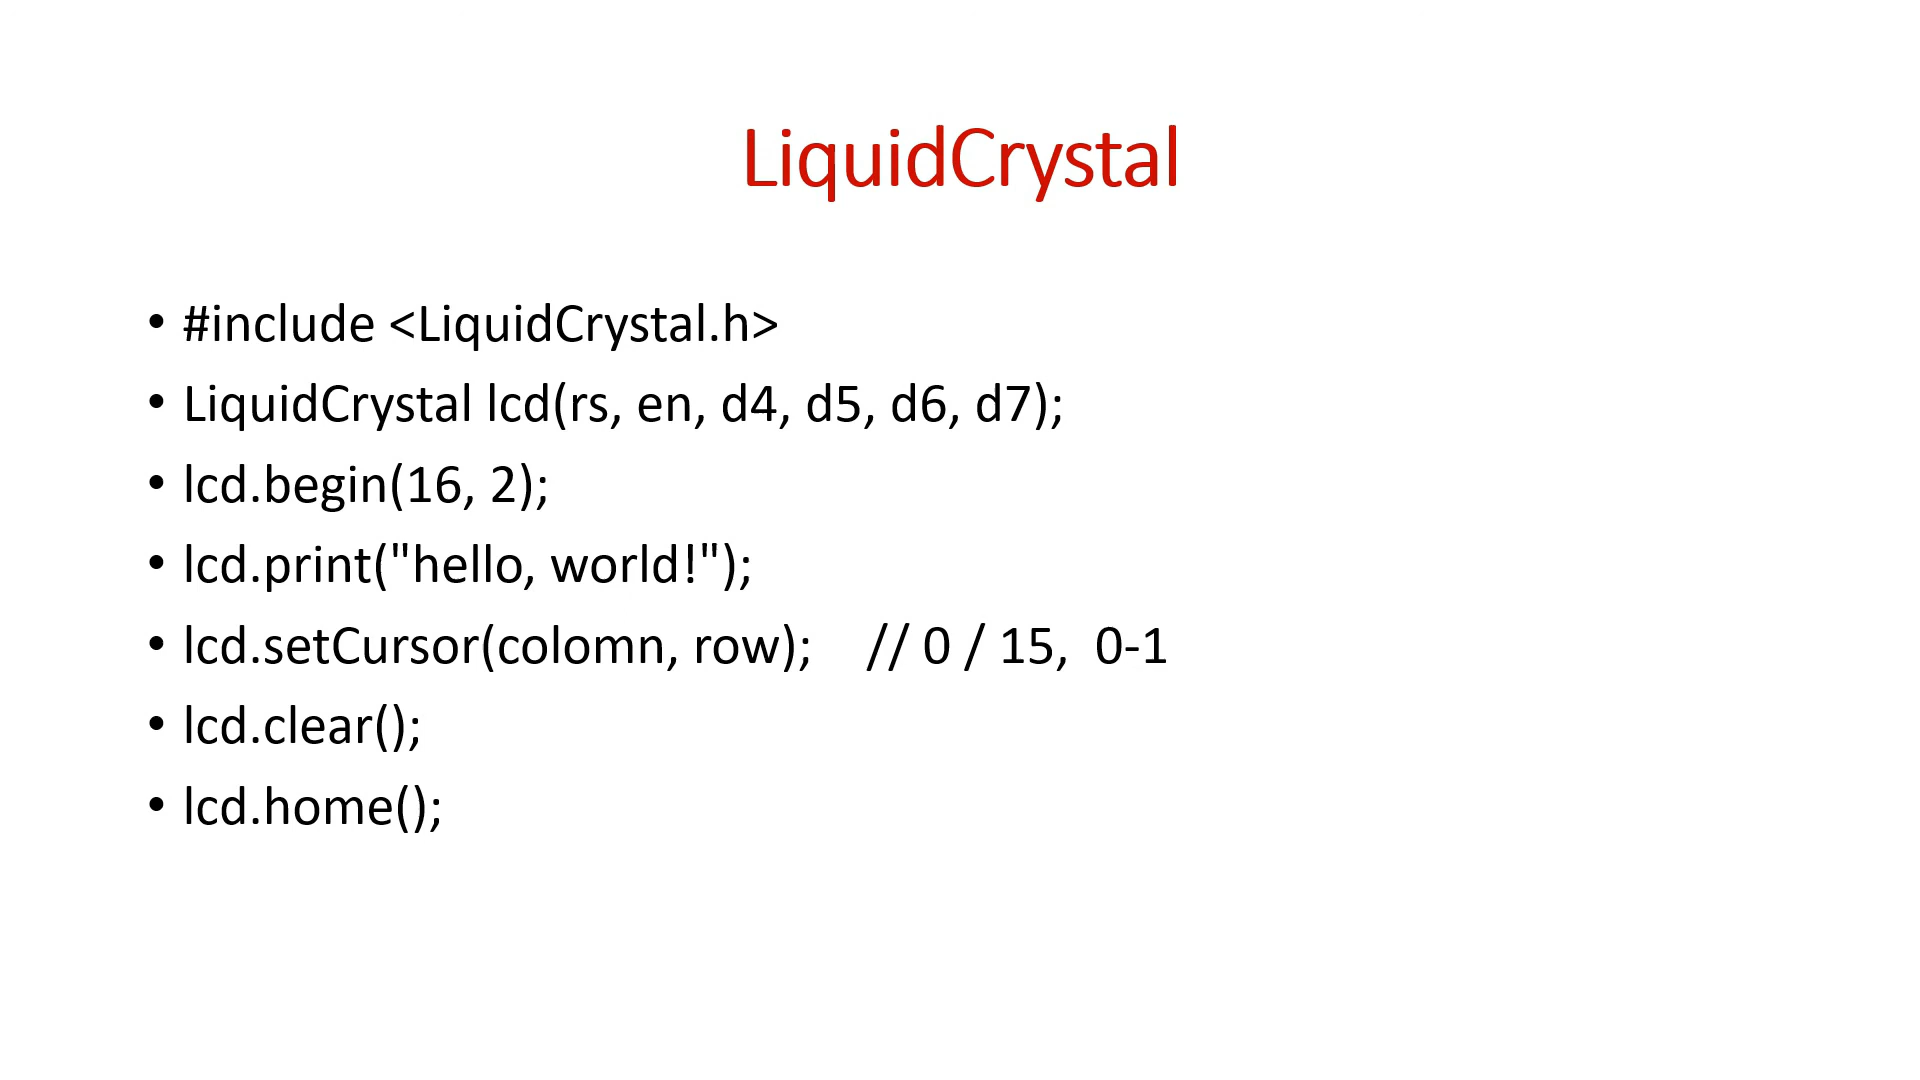 LiquidCrystal
• #include <LiquidCrystal.h>
• LiquidCrystal lcd(rs, en, d4, d5, d6, d7);
• lcd.begin(16, 2);
• lcd.print("hello, world!");
• lcd.setCursor(colomn, row);    // 0 / 15,  0-1
• lcd.clear();
• lcd.home();